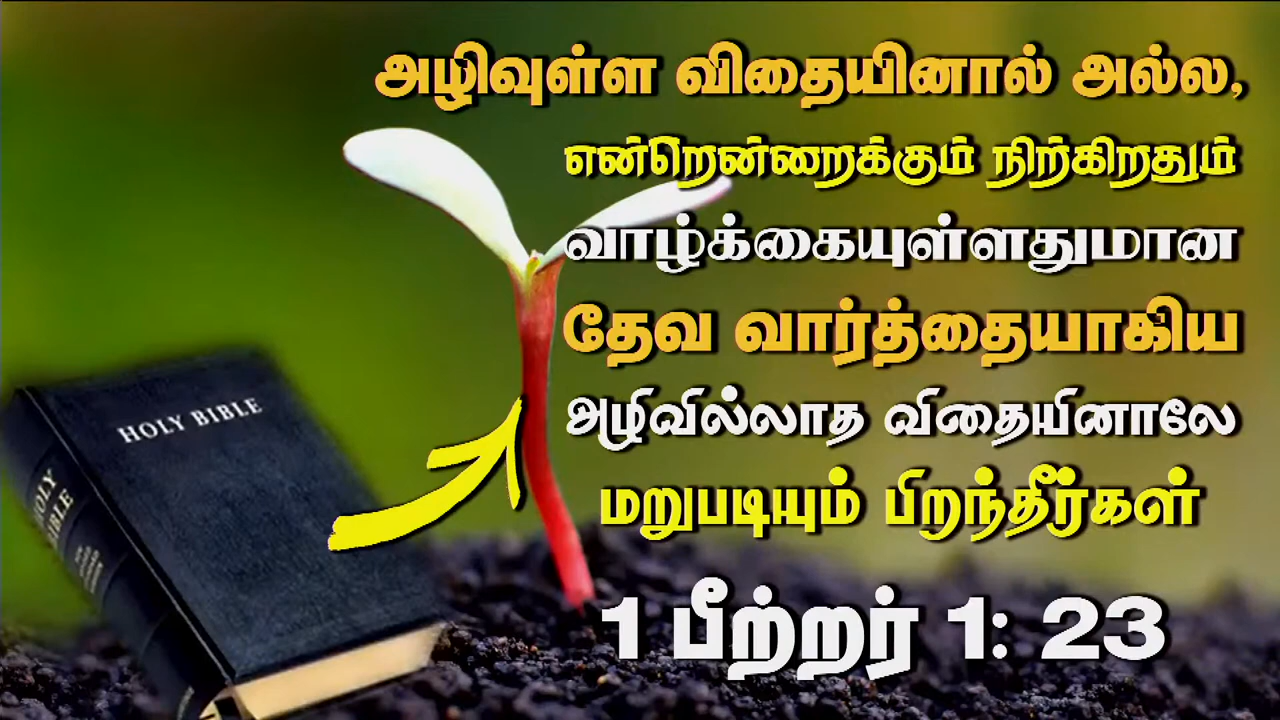 அழிவுள்ள விதையினால் அல்ல,
என்றென்றைக்கும் நிற்கிறதும்
வாழ்க்கையுள்ளதுமான
தேவ வார்த்தையாகிய
அழிவில்லாத விதையினாலே
மறுபடியும் பிறந்தீர்கள்
1 பீற்றர் 1: 23
HOLY BIBLE
HOLY
BIBLE